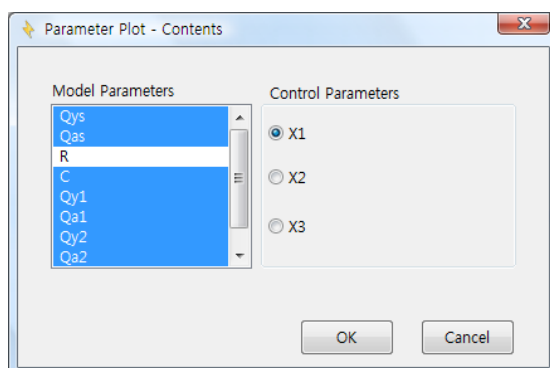 Parameter Plot - Contents
Model Parameters
Qys
Qas
R
C
Qy1
Qa1
Qy2
Qa2
Control Parameters
X1
X2
X3
OK
Cancel